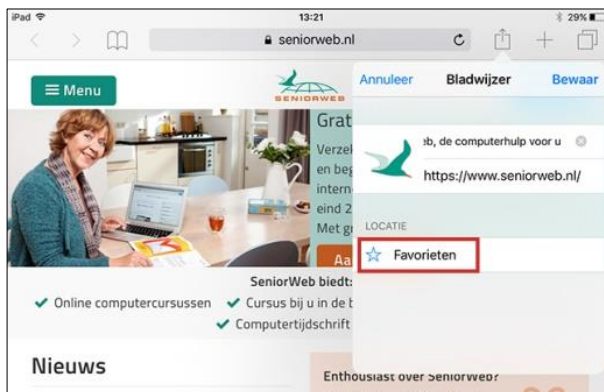 iPad 13:21 29%
seniorweb.nl
Menu
SENIORWEB
Annuleer Bladwijzer Bewaar
eb, de computerhulp voor u
https://www.seniorweb.nl/
LOCATIE
Favorieten
Grat
Verzek
en beg
intern
eind 2
Met gr
Aa
SeniorWeb biedt:
Online computercursussen Cursus bij u in de b
Computertijdschrift
Nieuws
Enthousiast over SeniorWeb?